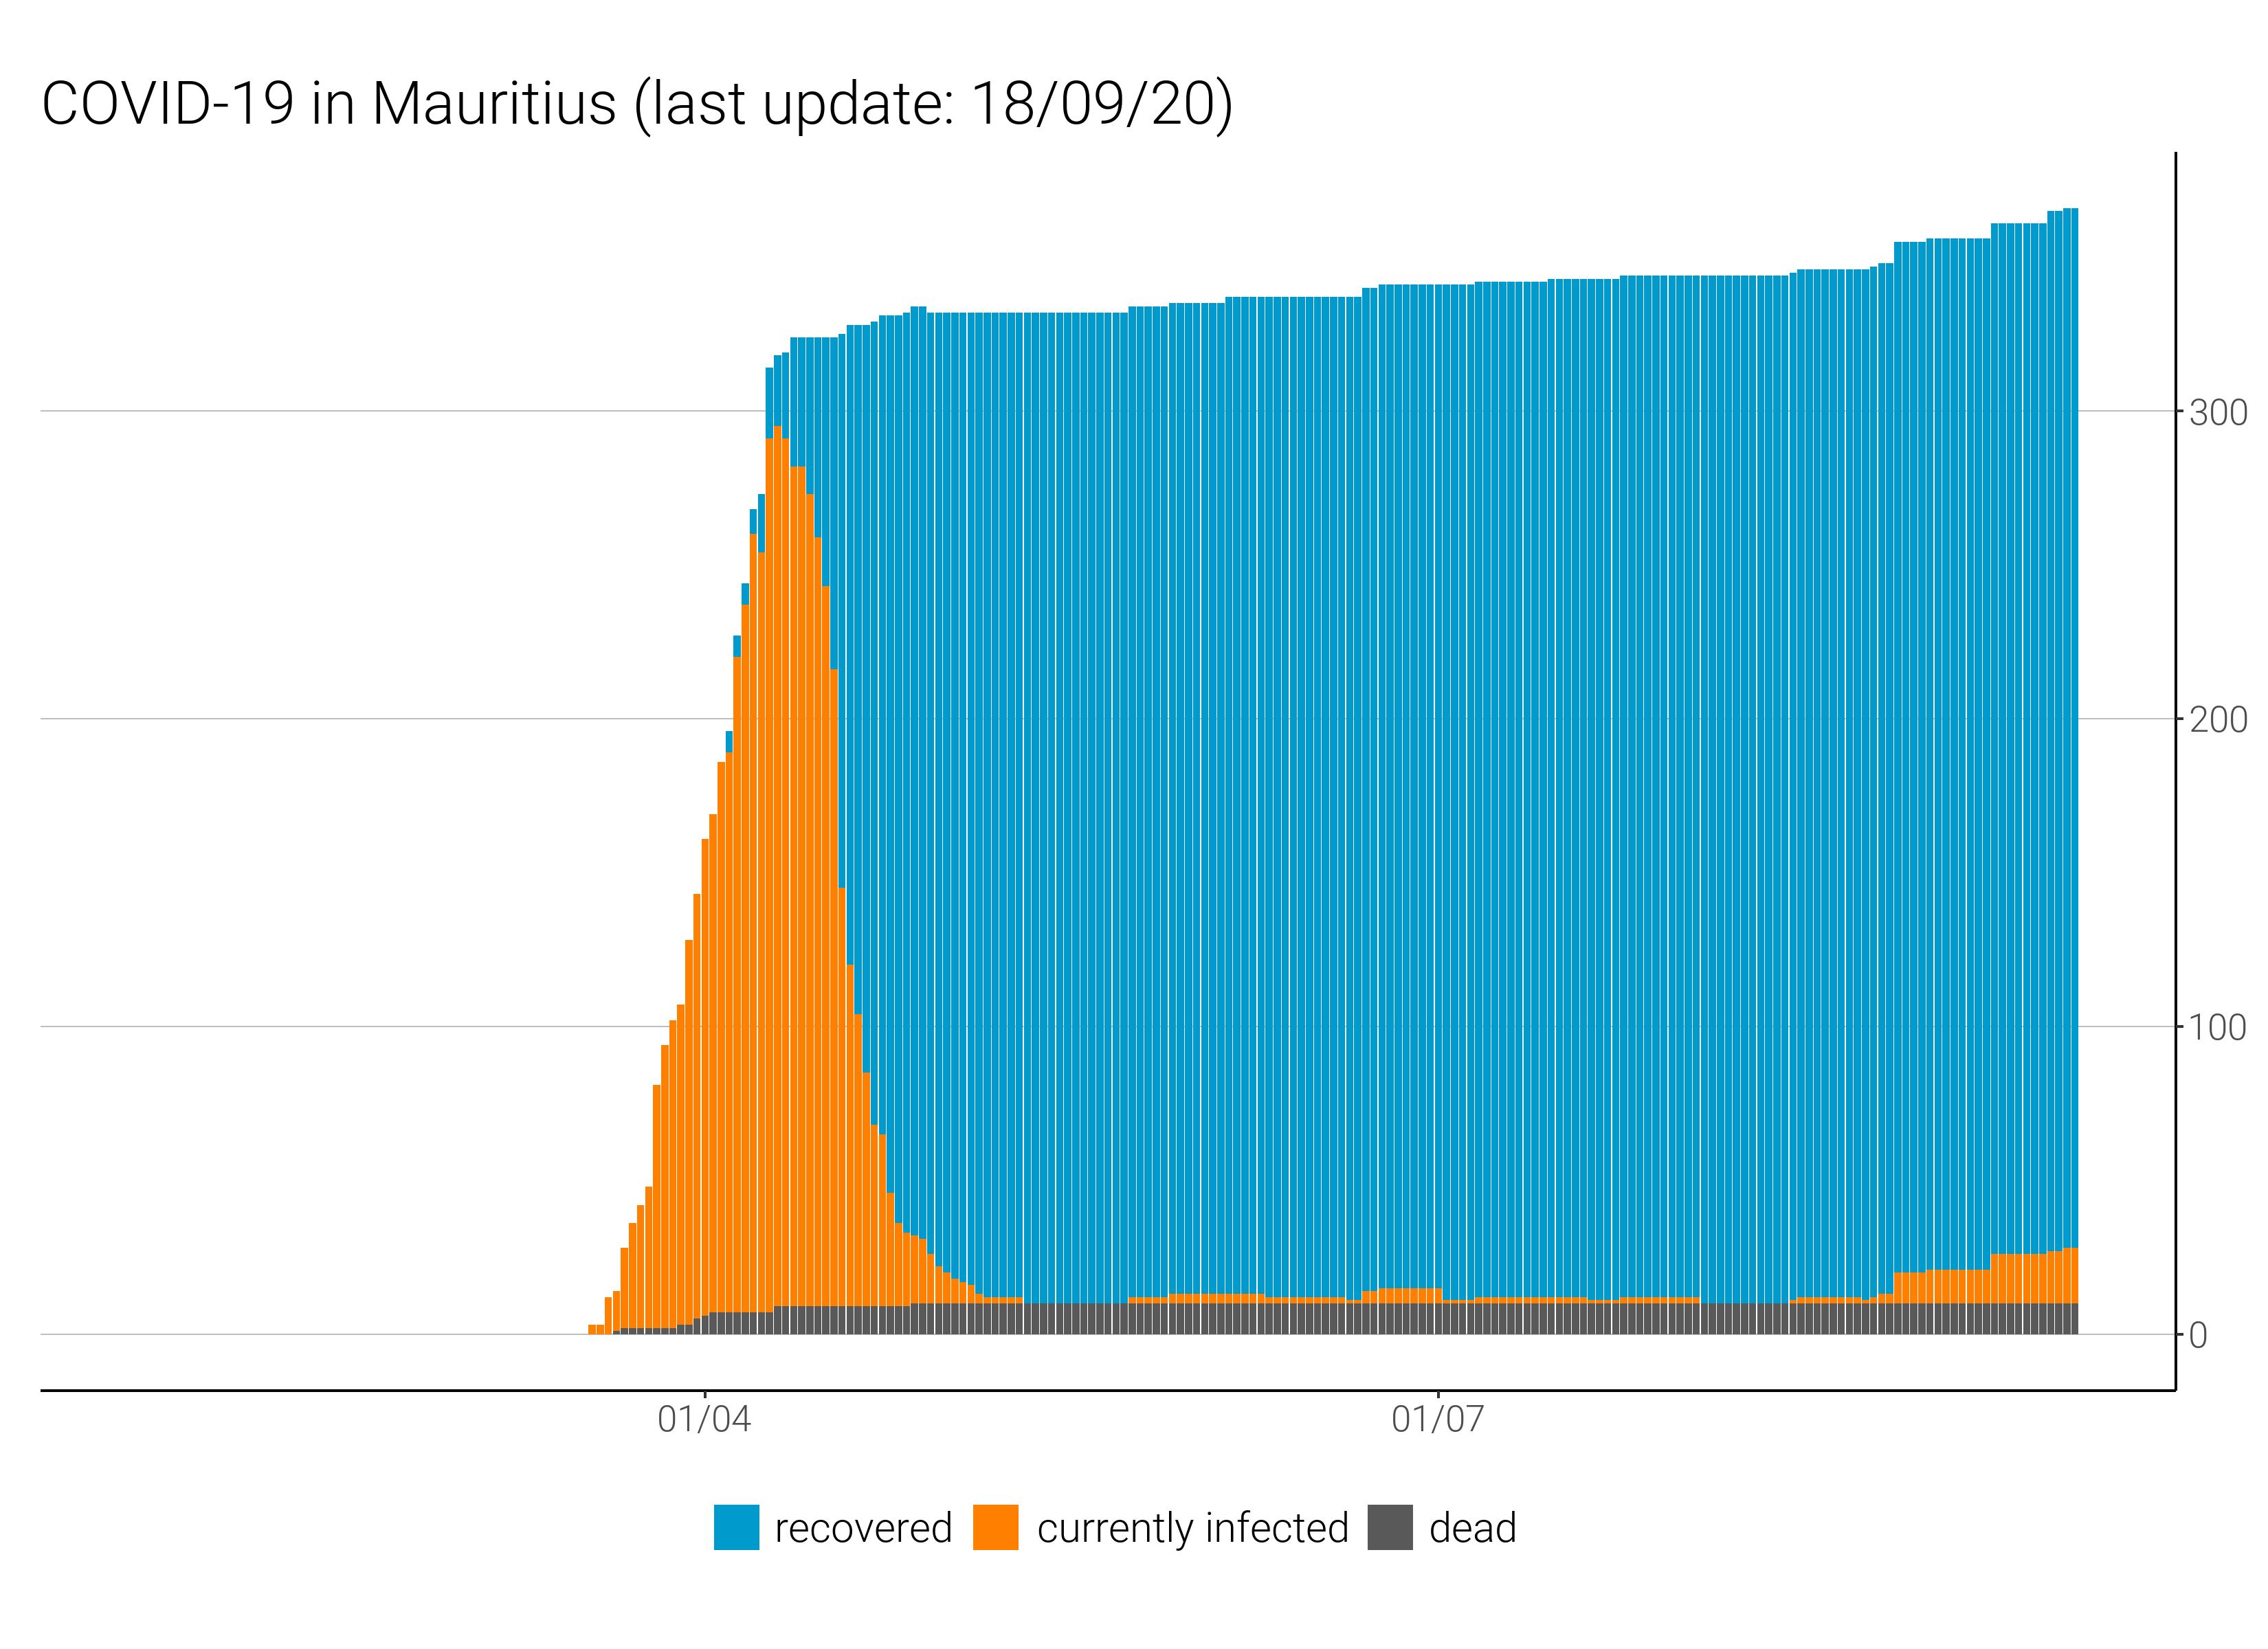 COVID-19 in Mauritius (last update: 18/09/20)
300
200
100
0
01/04 01/07
recovered currently infected dead